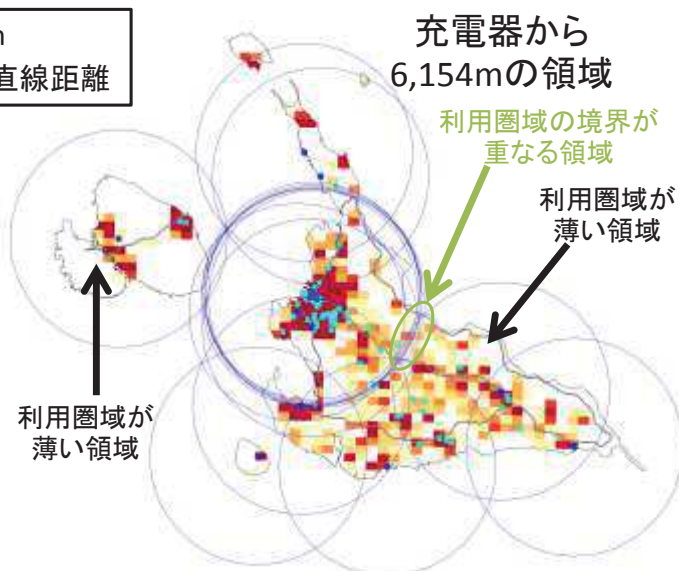 m
直線距離
充電器から
6,154mの領域
利用圏域の境界が
重なる領域
利用圏域が
薄い領域
利用圏域が
薄い領域